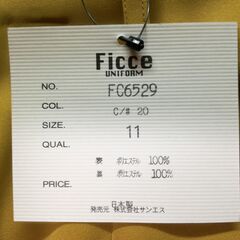 Ficce
UNIFORM
NO. FC6529
COL. C/# 20
SIZE. 11
QUAL.
表 ポリエステル 100%
裏 ポリエステル 100%
PRICE.
日本製
発売元 株式会社サンエス